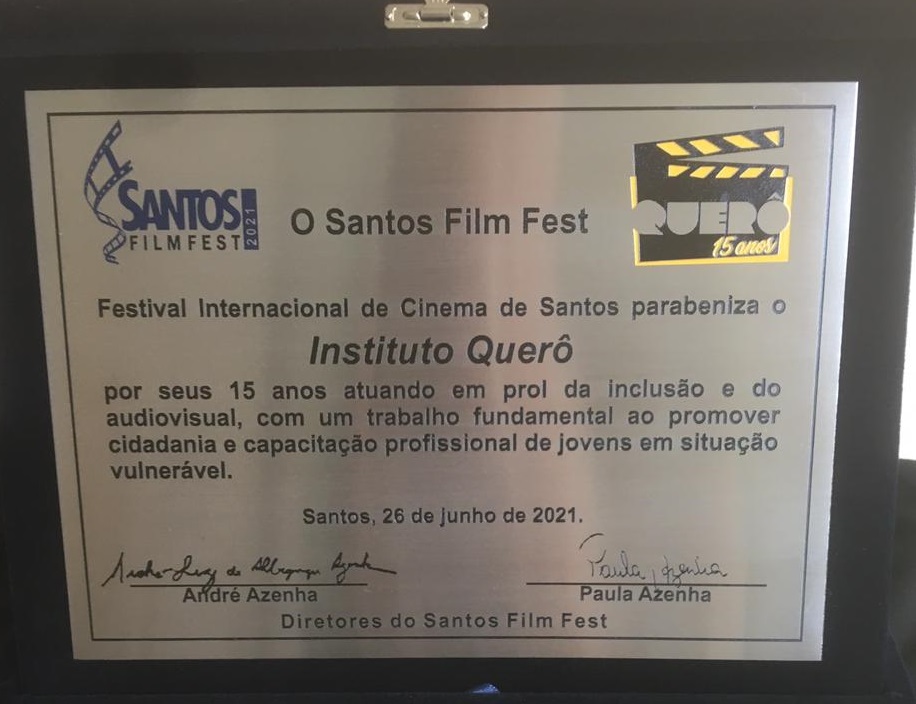 SANTOS
FILMFEST
2021
O Santos Film Fest
QUERÔ
15 anos
Festival Internacional de Cinema de Santos parabeniza o
Instituto Querô
por seus 15 anos atuando em prol da inclusão e do
audiovisual, com um trabalho fundamental ao promover
cidadania e capacitação profissional de jovens em situação
vulnerável.
Santos, 26 de junho de 2021.
Paula Azenha
André Azenha
Paula Azenha
Diretores do Santos Film Fest